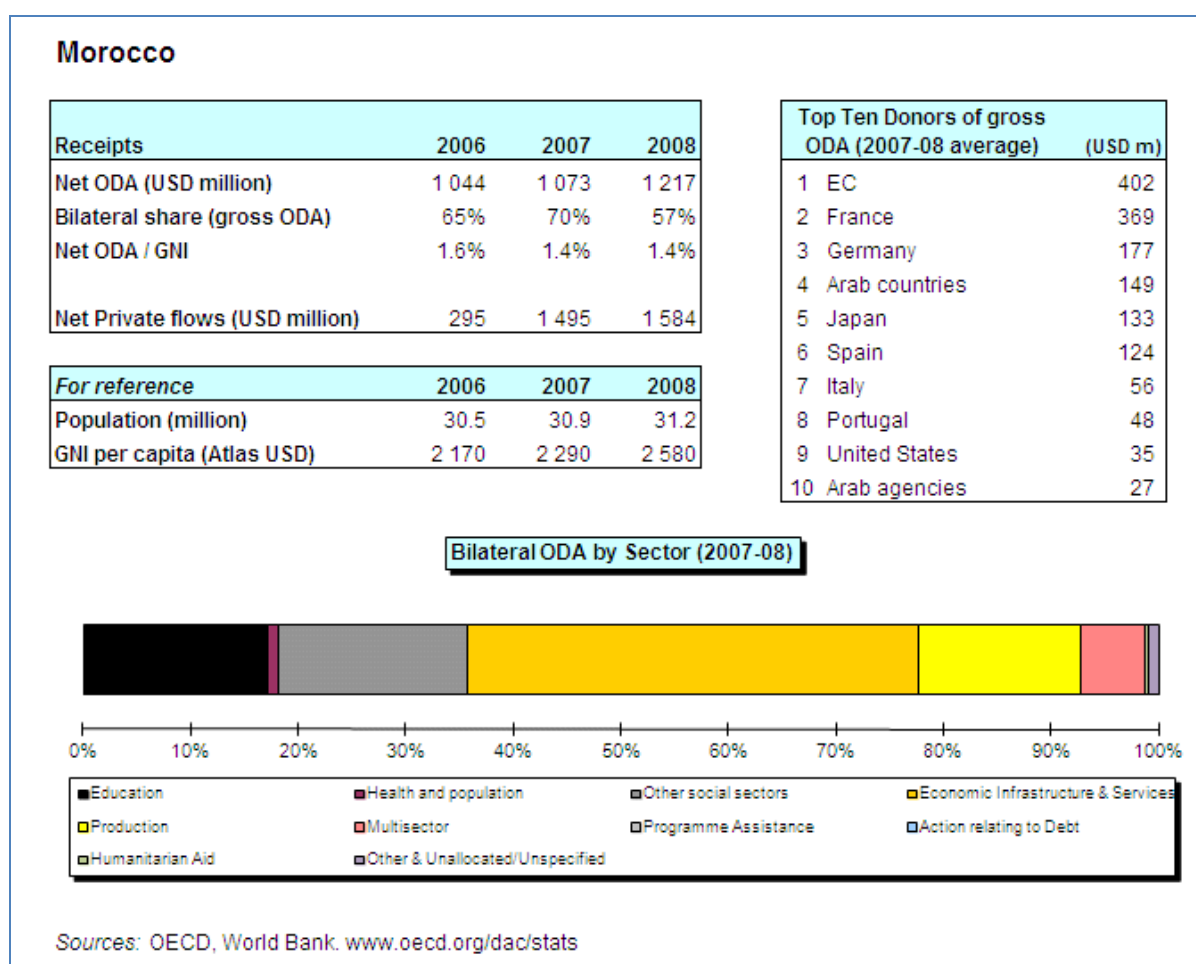 Morocco
Receipts 2006 2007 2008
Net ODA (USD million) 1 044 1 073 1 217
Bilateral share (gross ODA) 65% 70% 57%
Net ODA / GNI 1.6% 1.4% 1.4%
Net Private flows (USD million) 295 1 495 1 584
For reference 2006 2007 2008
Population (million) 30.5 30.9 31.2
GNI per capita (Atlas USD) 2 170 2 290 2 580
Top Ten Donors of gross
ODA (2007-08 average) (USD m)
1 EC 402
2 France 369
3 Germany 177
4 Arab countries 149
5 Japan 133
6 Spain 124
7 Italy 56
8 Portugal 48
9 United States 35
10 Arab agencies 27
Bilateral ODA by Sector (2007-08)
0% 10% 20% 30% 40% 50% 60% 70% 80% 90% 100%
Education Health and population Other social sectors Economic Infrastructure & Services
Production Multisector Programme Assistance Action relating to Debt
Humanitarian Aid Other & Unallocated/Unspecified
Sources: OECD, World Bank. www.oecd.org/dac/stats